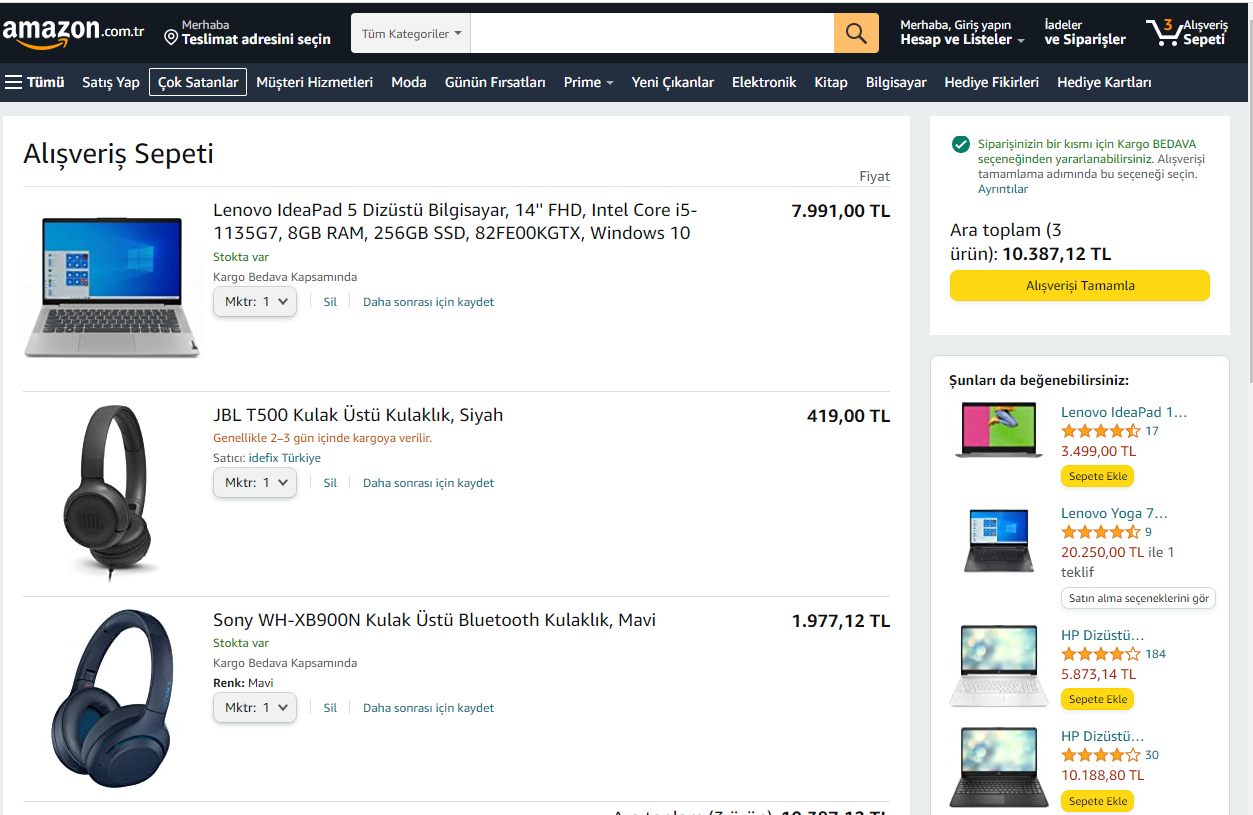 amazon.com.tr
Merhaba
Teslimat adresini seçin
Tüm Kategoriler
Merhaba, Giriş yapın
Hesap ve Listeler
İadeler
ve Siparişler
3
Alışveriş
Sepeti
Tümü
Satış Yap
Çok Satanlar
Müşteri Hizmetleri
Moda
Günün Fırsatları
Prime
Yeni Çıkanlar
Elektronik
Kitap
Bilgisayar
Hediye Fikirleri
Hediye Kartları
Alışveriş Sepeti
Fiyat
Lenovo IdeaPad 5 Dizüstü Bilgisayar, 14" FHD, Intel Core i5-
1135G7, 8GB RAM, 256GB SSD, 82FE00KGTX, Windows 10
7.991,00 TL
Stokta var
Kargo Bedava Kapsamında
Mktr: 1
Sil
Daha sonrası için kaydet
JBL T500 Kulak Üstü Kulaklık, Siyah
419,00 TL
Genellikle 2–3 gün içinde kargoya verilir.
Satıcı: idefix Türkiye
Mktr: 1
Sil
Daha sonrası için kaydet
JBL
Sony WH-XB900N Kulak Üstü Bluetooth Kulaklık, Mavi
1.977,12 TL
Stokta var
Kargo Bedava Kapsamında
Renk: Mavi
Mktr: 1
Sil
Daha sonrası için kaydet
Ara toplam (3 ürün): 10.387,12 TL
Siparişinizin bir kısmı için Kargo BEDAVA
seçeneğinden yararlanabilirsiniz. Alışverişi
tamamlama adımında bu seçeneği seçin.
Ayrıntılar
Ara toplam (3
ürün): 10.387,12 TL
Alışverişi Tamamla
Şunları da beğenebilirsiniz:
Lenovo IdeaPad 1...
17
3.499,00 TL
Sepete Ekle
Lenovo Yoga 7...
9
20.250,00 TL ile 1
teklif
Satın alma seçeneklerini gör
HP Dizüstü...
184
5.873,14 TL
Sepete Ekle
HP Dizüstü...
30
10.188,80 TL
Sepete Ekle